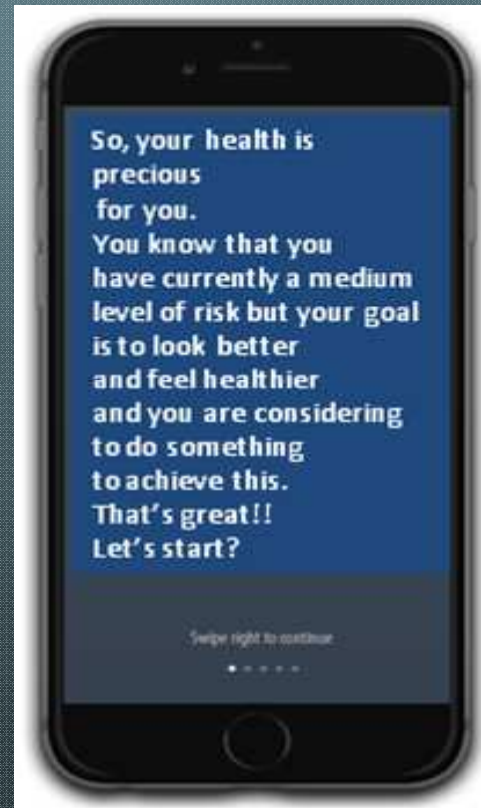 So, your health is
precious
for you.
You know that you
have currently a medium
level of risk but your goal
is to look better
and feel healthier
and you are considering
to do something
to achieve this.
That's great!!
Let's start?
Swipe right to continue